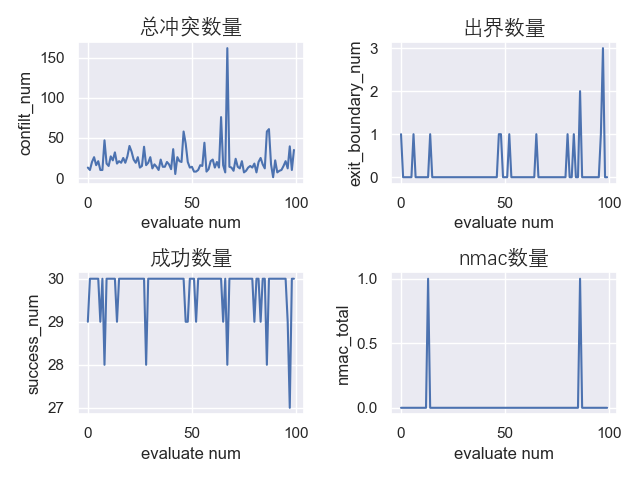 总冲突数量
confilt_num
150
100
50
0
0
50
100
evaluate num
出界数量
exit_boundary_num
3
2
1
0
0
50
100
evaluate num
成功数量
success_num
30
29
28
27
0
50
100
evaluate num
nmac数量
nmac_total
1.0
0.5
0.0
0
50
100
evaluate num